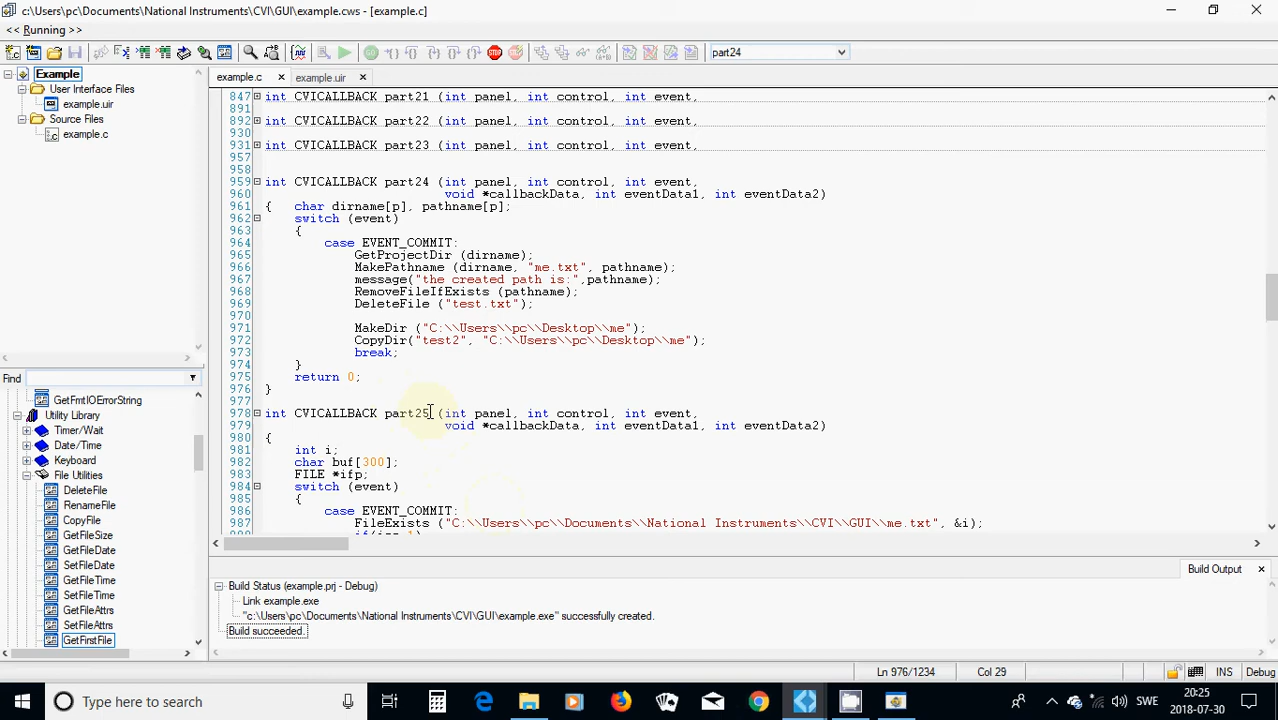 c:\Users\pc\Documents\National Instruments\CVI\GUI\example.cws - [example.c]
<< Running >>
part24
Example
User Interface Files
example.uir
Source Files
example.c
example.c
example.uir
847 int CVICALLBACK part21 (int panel, int control, int event,
891
892 int CVICALLBACK part22 (int panel, int control, int event,
930
931 int CVICALLBACK part23 (int panel, int control, int event,
958
959 int CVICALLBACK part24 (int panel, int control, int event,
960 void *callbackData, int eventData1, int eventData2)
961 { char dirname[p], pathname[p];
962 switch (event)
963 {
964 case EVENT_COMMIT:
965 GetProjectDir (dirname);
966 MakePathname (dirname, "me.txt", pathname);
967 message("the created path is:",pathname);
968 RemoveFileIfExists (pathname);
969 DeleteFile ("test.txt");
970
971 MakeDir ("C:\\Users\\pc\\Desktop\\me");
972 CopyDir("test2", "C:\\Users\\pc\\Desktop\\me");
973 break;
974 }
975 return 0;
976 }
977
978 int CVICALLBACK part25 (int panel, int control, int event,
979 void *callbackData, int eventData1, int eventData2)
980 {
981 int i;
982 char buf[300];
983 FILE *ifp;
984 switch (event)
985 {
986 case EVENT_COMMIT:
987 FileExists ("C:\\Users\\pc\\Documents\\National Instruments\\CVI\\GUI\\me.txt", &i);
Find
GetFmtIOErrorString
Utility Library
Timer/Wait
Date/Time
Keyboard
File Utilities
DeleteFile
RenameFile
CopyFile
GetFileSize
GetFileDate
SetFileDate
GetFileTime
SetFileTime
GetFileAttrs
SetFileAttrs
GetFirstFile
Build Output
Build Status (example.prj - Debug)
Link example.exe
"c:\Users\pc\Documents\National Instruments\CVI\GUI\example.exe" successfully created.
Build succeeded.
Ln 976/1234 Col 29 INS Debug
Type here to search
SWE
20:25
2018-07-30